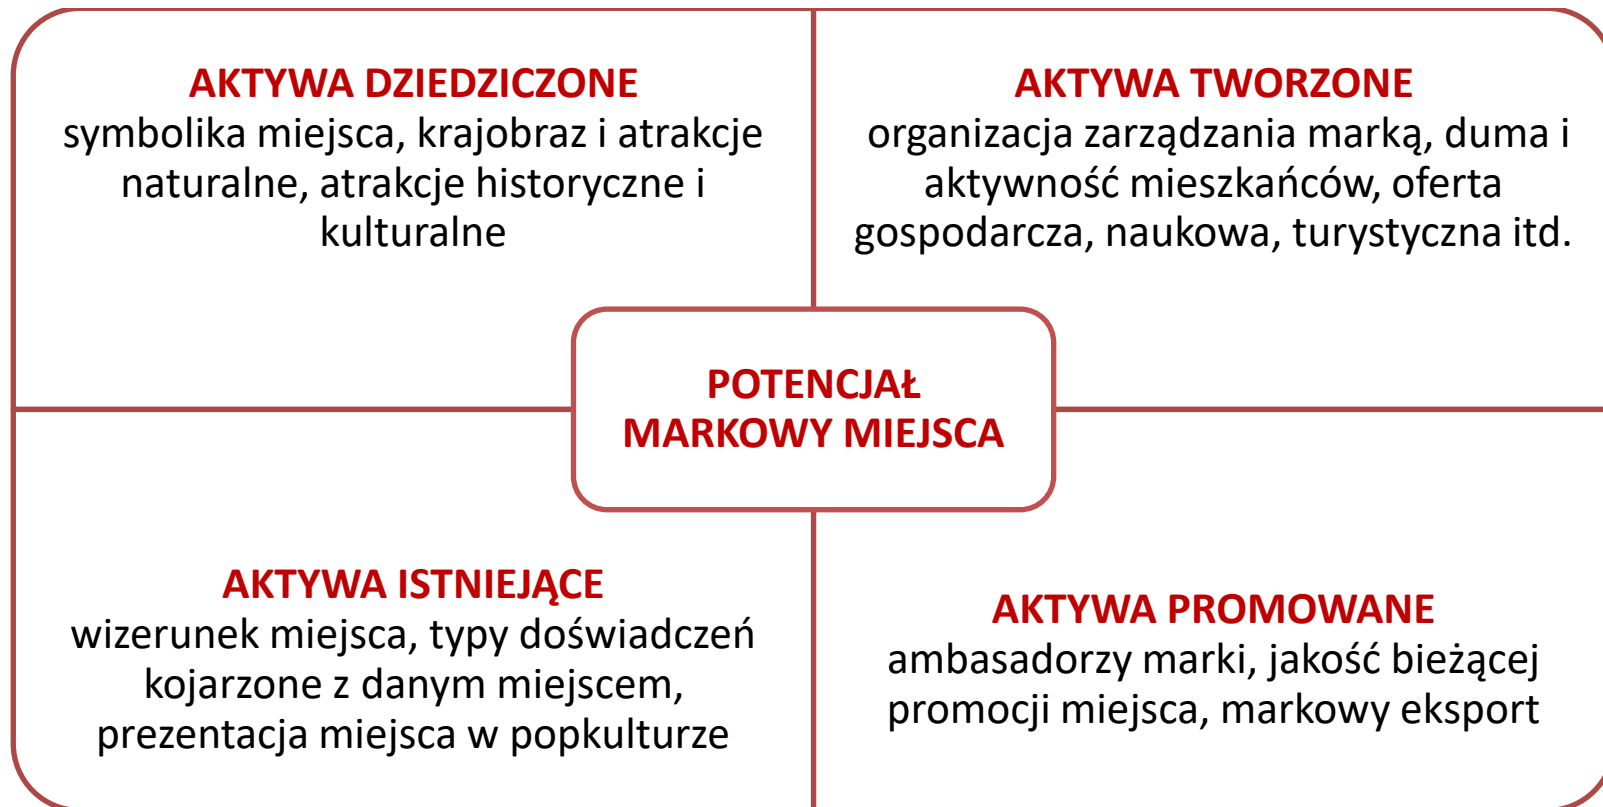 AKTYWA DZIEDZICZONE
symbolika miejsca, krajobraz i atrakcje
naturalne, atrakcje historyczne i
kulturalne
AKTYWA TWORZONE
organizacja zarządzania marką, duma i
aktywność mieszkańców, oferta
gospodarcza, naukowa, turystyczna itd.
POTENCJAŁ
MARKOWY MIEJSCA
AKTYWA ISTNIEJĄCE
wizerunek miejsca, typy doświadczeń
kojarzone z danym miejscem,
prezentacja miejsca w popkulturze
AKTYWA PROMOWANE
ambasadorzy marki, jakość bieżącej
promocji miejsca, markowy eksport